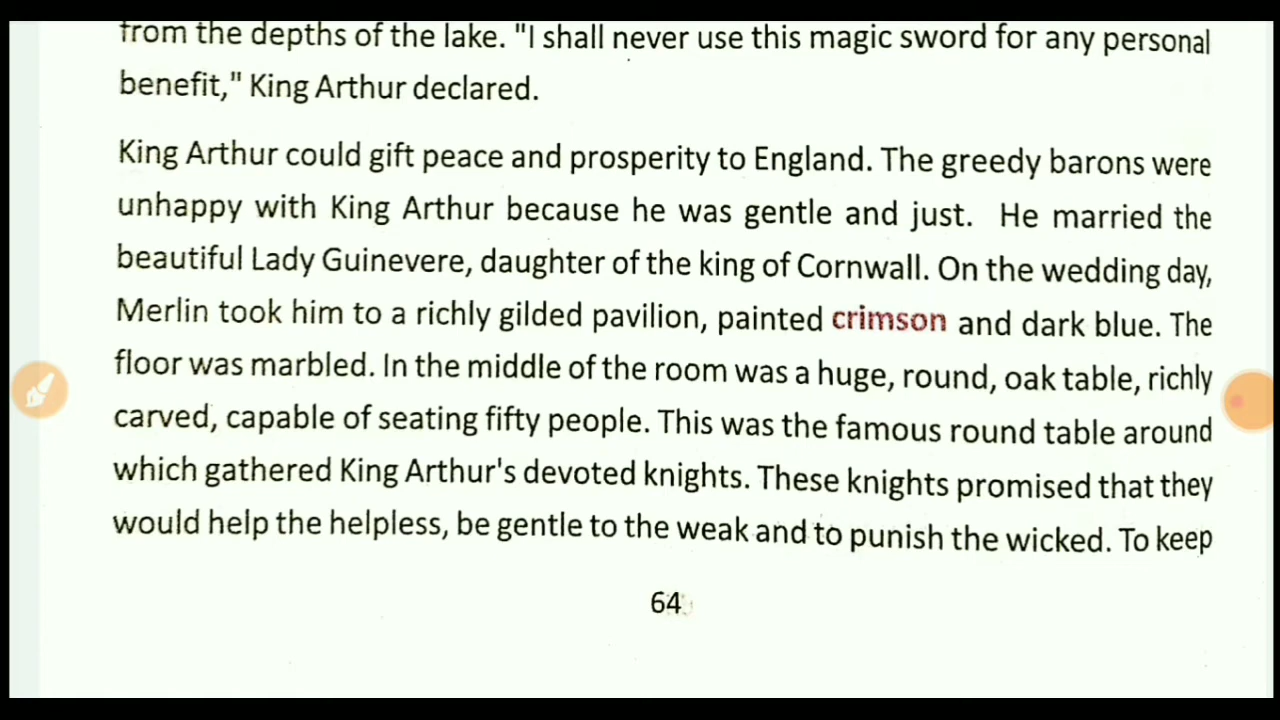 from the depths of the lake. "I shall never use this magic sword for any personal
benefit," King Arthur declared.
King Arthur could gift peace and prosperity to England. The greedy barons were
unhappy with King Arthur because he was gentle and just. He married the
beautiful Lady Guinevere, daughter of the king of Cornwall. On the wedding day,
Merlin took him to a richly gilded pavilion, painted crimson and dark blue. The
floor was marbled. In the middle of the room was a huge, round, oak table, richly
carved, capable of seating fifty people. This was the famous round table around
which gathered King Arthur's devoted knights. These knights promised that they
would help the helpless, be gentle to the weak and to punish the wicked. To keep
64